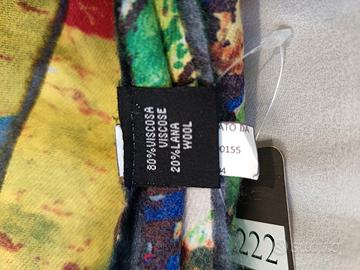 80%VISCOSA
VISCOSE
20%LANA
WOOL
ATO DA
0155
222